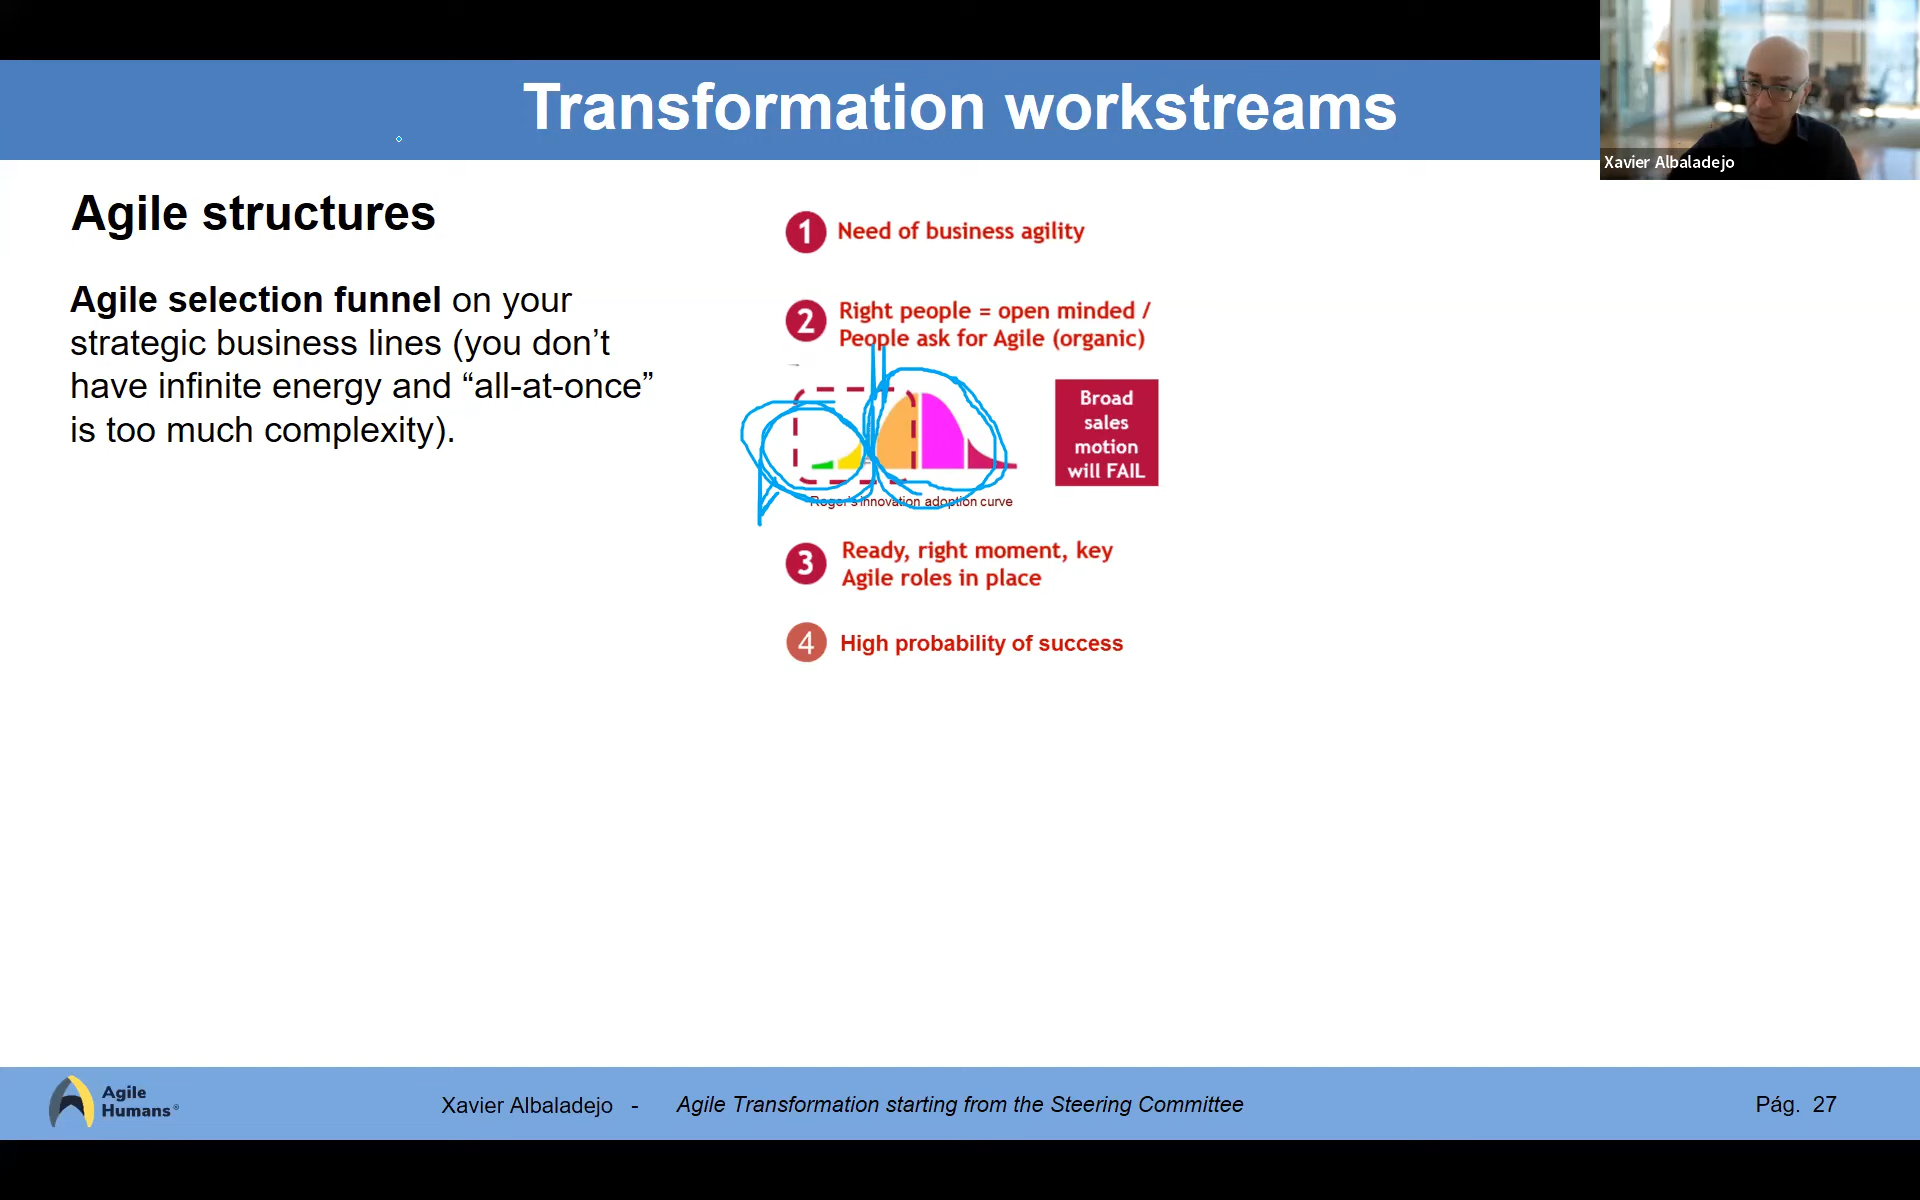 Transformation workstreams
Xavier Albaladejo
Agile structures
Agile selection funnel on your
strategic business lines (you don’t
have infinite energy and “all-at-once”
is too much complexity).
1 Need of business agility
2 Right people = open minded /
People ask for Agile (organic)
Broad
sales
motion
will FAIL
Roger's innovation adoption curve
3 Ready, right moment, key
Agile roles in place
4 High probability of success
Agile
Humans®
Xavier Albaladejo - Agile Transformation starting from the Steering Committee
Pág. 27